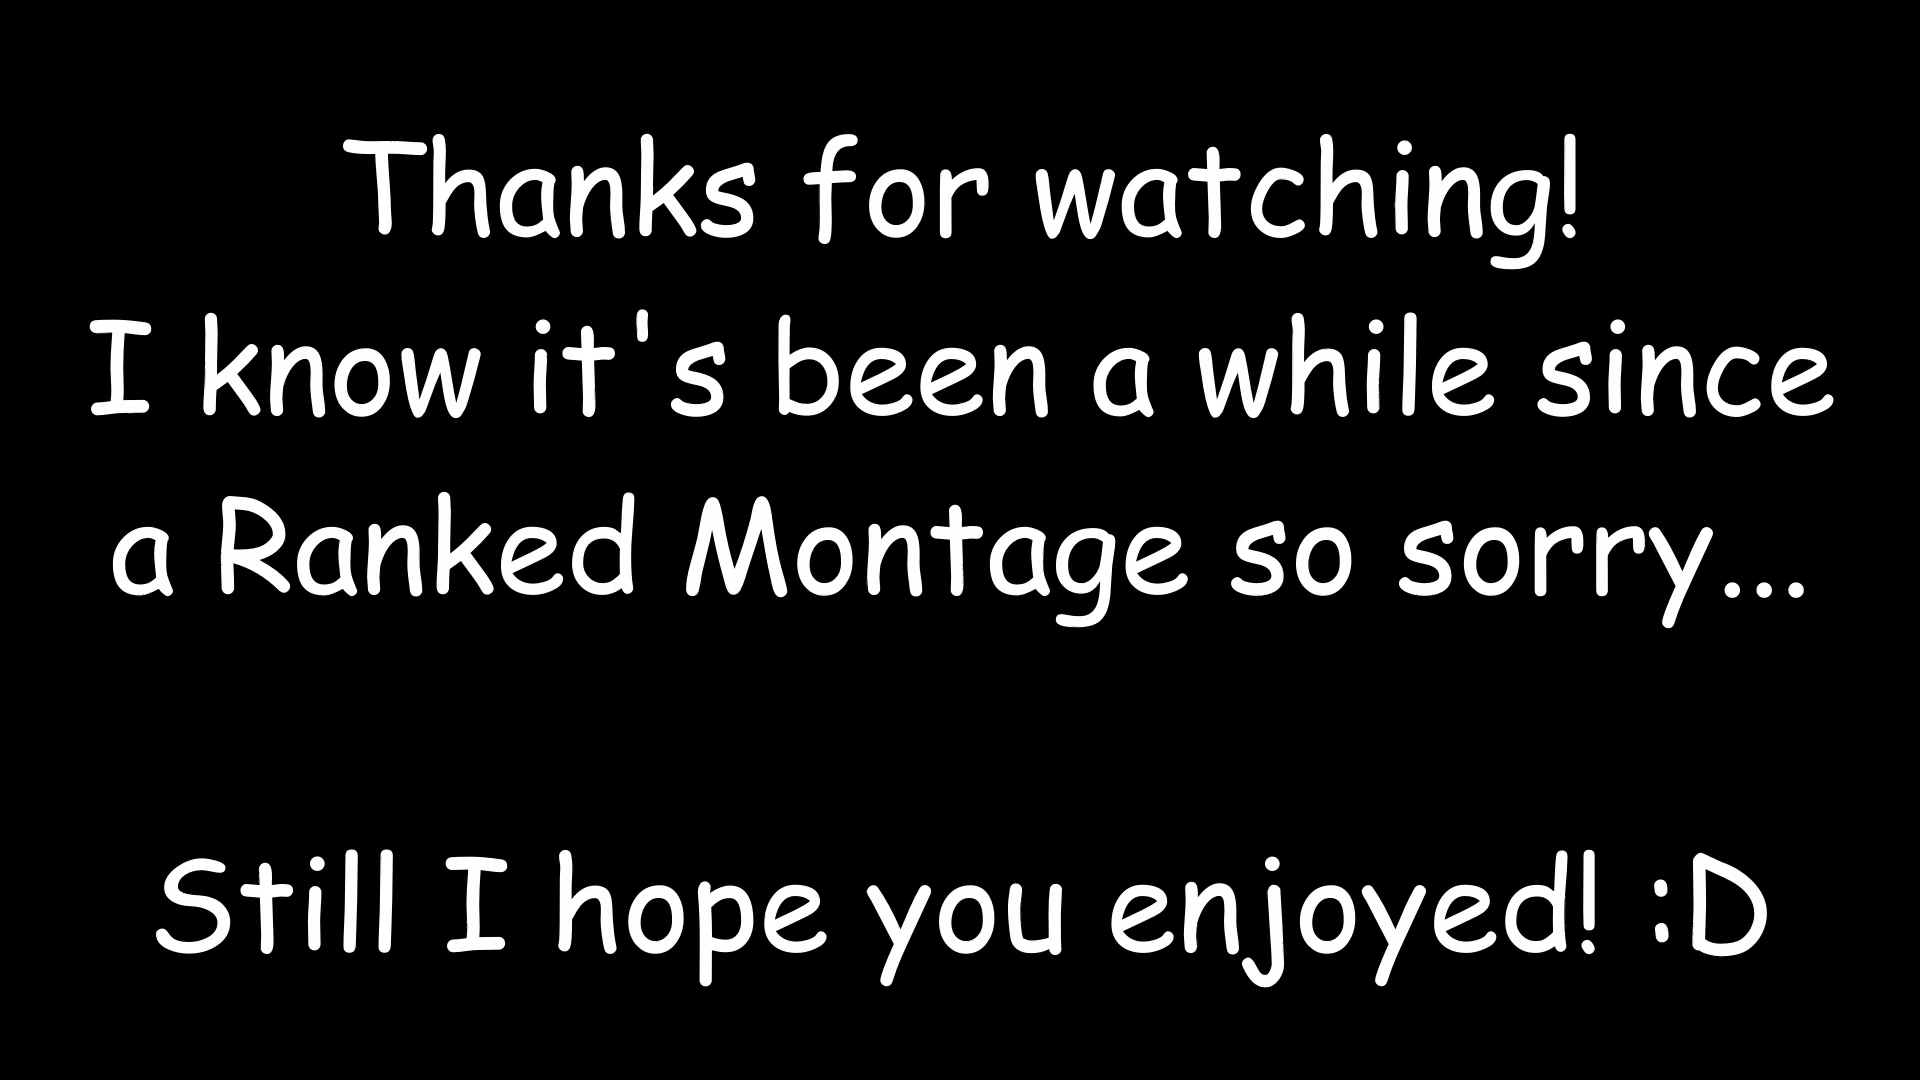 Thanks for watching!
I know it's been a while since
a Ranked Montage so sorry...
Still I hope you enjoyed! :D